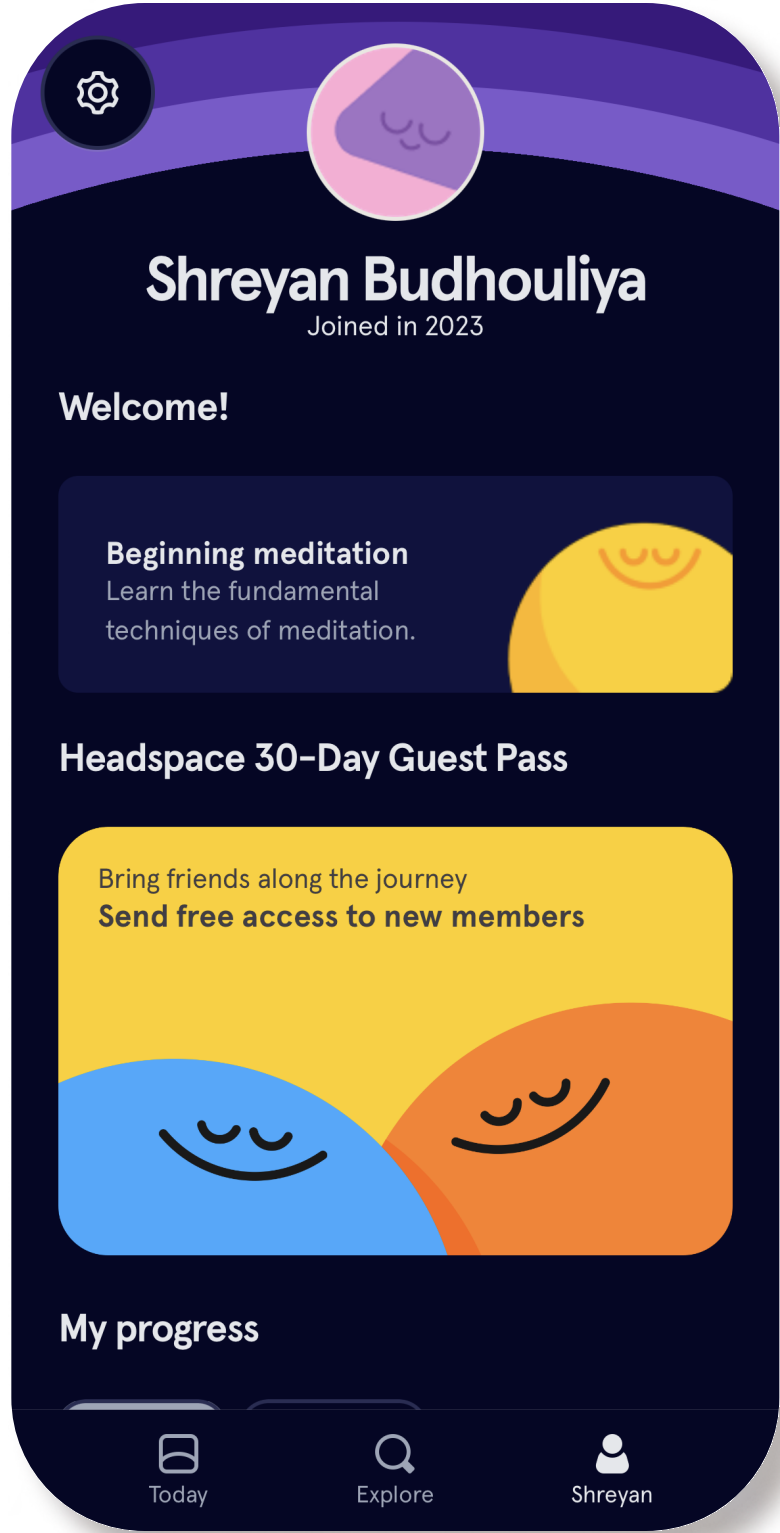 Shreyan Budhouliya
Joined in 2023
Welcome!
Beginning meditation
Learn the fundamental
techniques of meditation.
Headspace 30-Day Guest Pass
Bring friends along the journey
Send free access to new members
My progress
Today
Explore
Shreyan